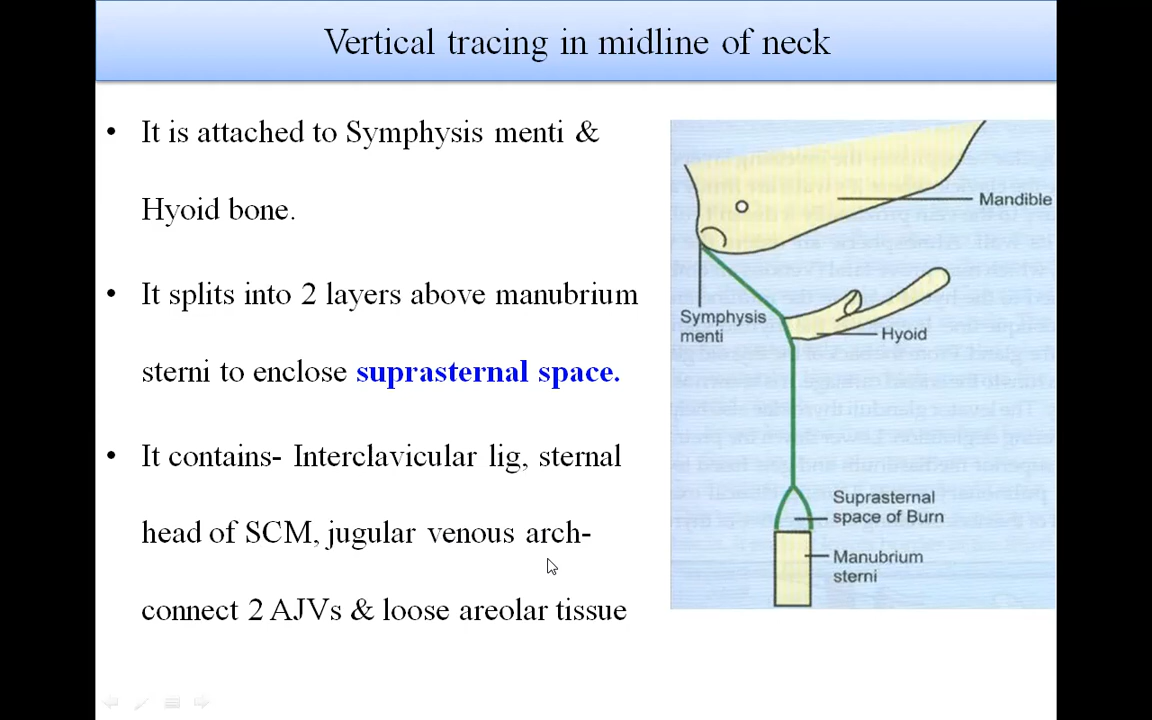 Vertical tracing in midline of neck
• It is attached to Symphysis menti &
Hyoid bone.
• It splits into 2 layers above manubrium
sterni to enclose suprasternal space.
• It contains- Interclavicular lig, sternal
head of SCM, jugular venous arch-
connect 2 AJVs & loose areolar tissue
Mandible
Symphysis
menti
Hyoid
Suprasternal
space of Burn
Manubrium
sterni